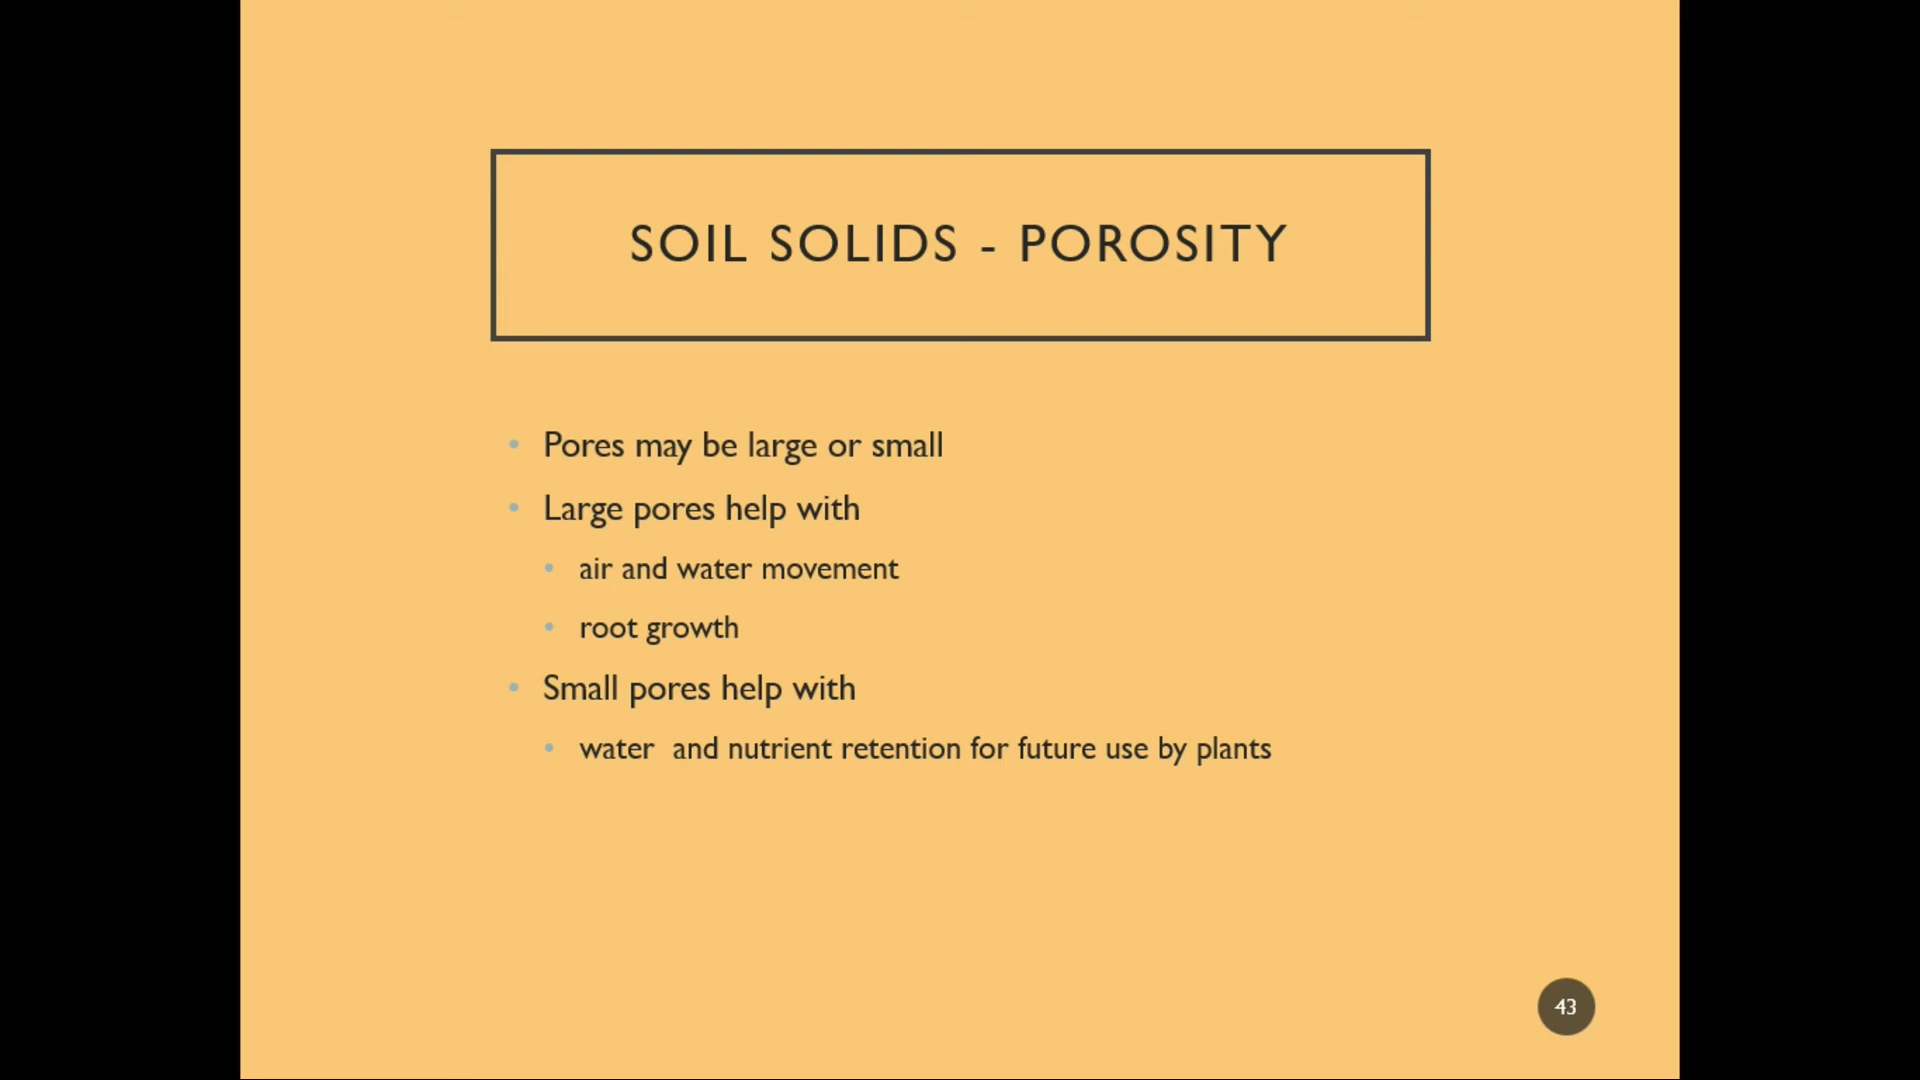 SOIL SOLIDS - POROSITY
• Pores may be large or small
• Large pores help with
• air and water movement
• root growth
• Small pores help with
• water  and nutrient retention for future use by plants
43